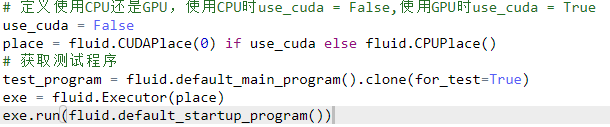 # 定义使用CPU还是GPU，使用CPU时use_cuda = False,使用GPU时use_cuda = True
use_cuda = False
place = fluid.CUDAPlace(0) if use_cuda else fluid.CPUPlace()
# 获取测试程序
test_program = fluid.default_main_program().clone(for_test=True)
exe = fluid.Executor(place)
exe.run(fluid.default_startup_program())